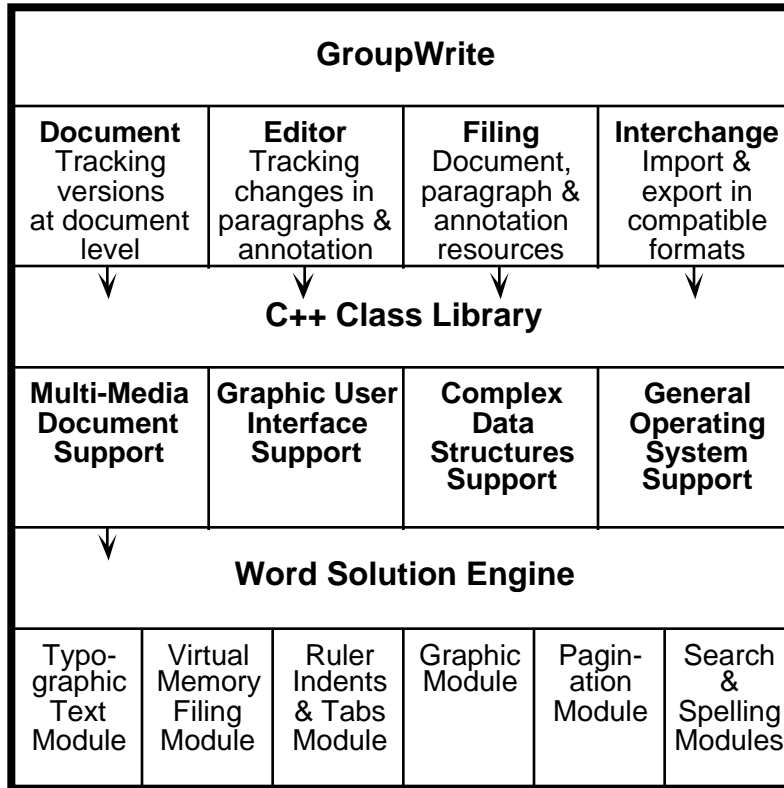 GroupWrite
Document
Tracking
versions
at document
level
Editor
Tracking
changes in
paragraphs &
annotation
Filing
Document,
paragraph &
annotation
resources
Interchange
Import &
export in
compatible
formats
C++ Class Library
Multi-Media
Document
Support
Graphic User
Interface
Support
Complex
Data
Structures
Support
General
Operating
System
Support
Word Solution Engine
Typo-
graphic
Text
Module
Virtual
Memory
Filing
Module
Ruler
Indents
& Tabs
Module
Graphic
Module
Pagin-
ation
Module
Search
&
Spelling
Modules